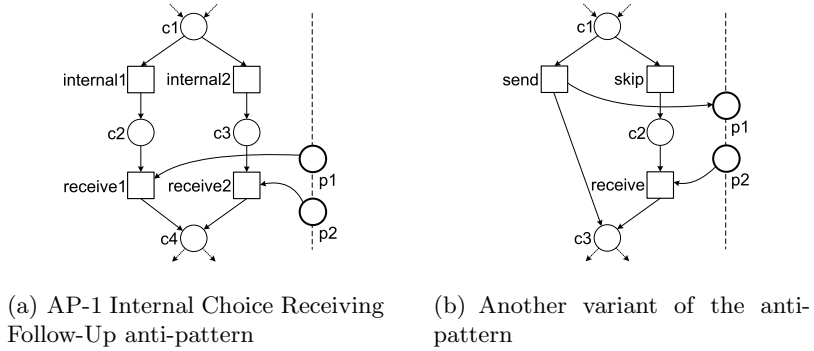 c1
internal1
internal2
c2
c3
p1
receive1
receive2
p2
c4
(a) AP-1 Internal Choice Receiving
Follow-Up anti-pattern
c1
send
skip
p1
c2
p2
receive
c3
(b) Another variant of the anti-
pattern